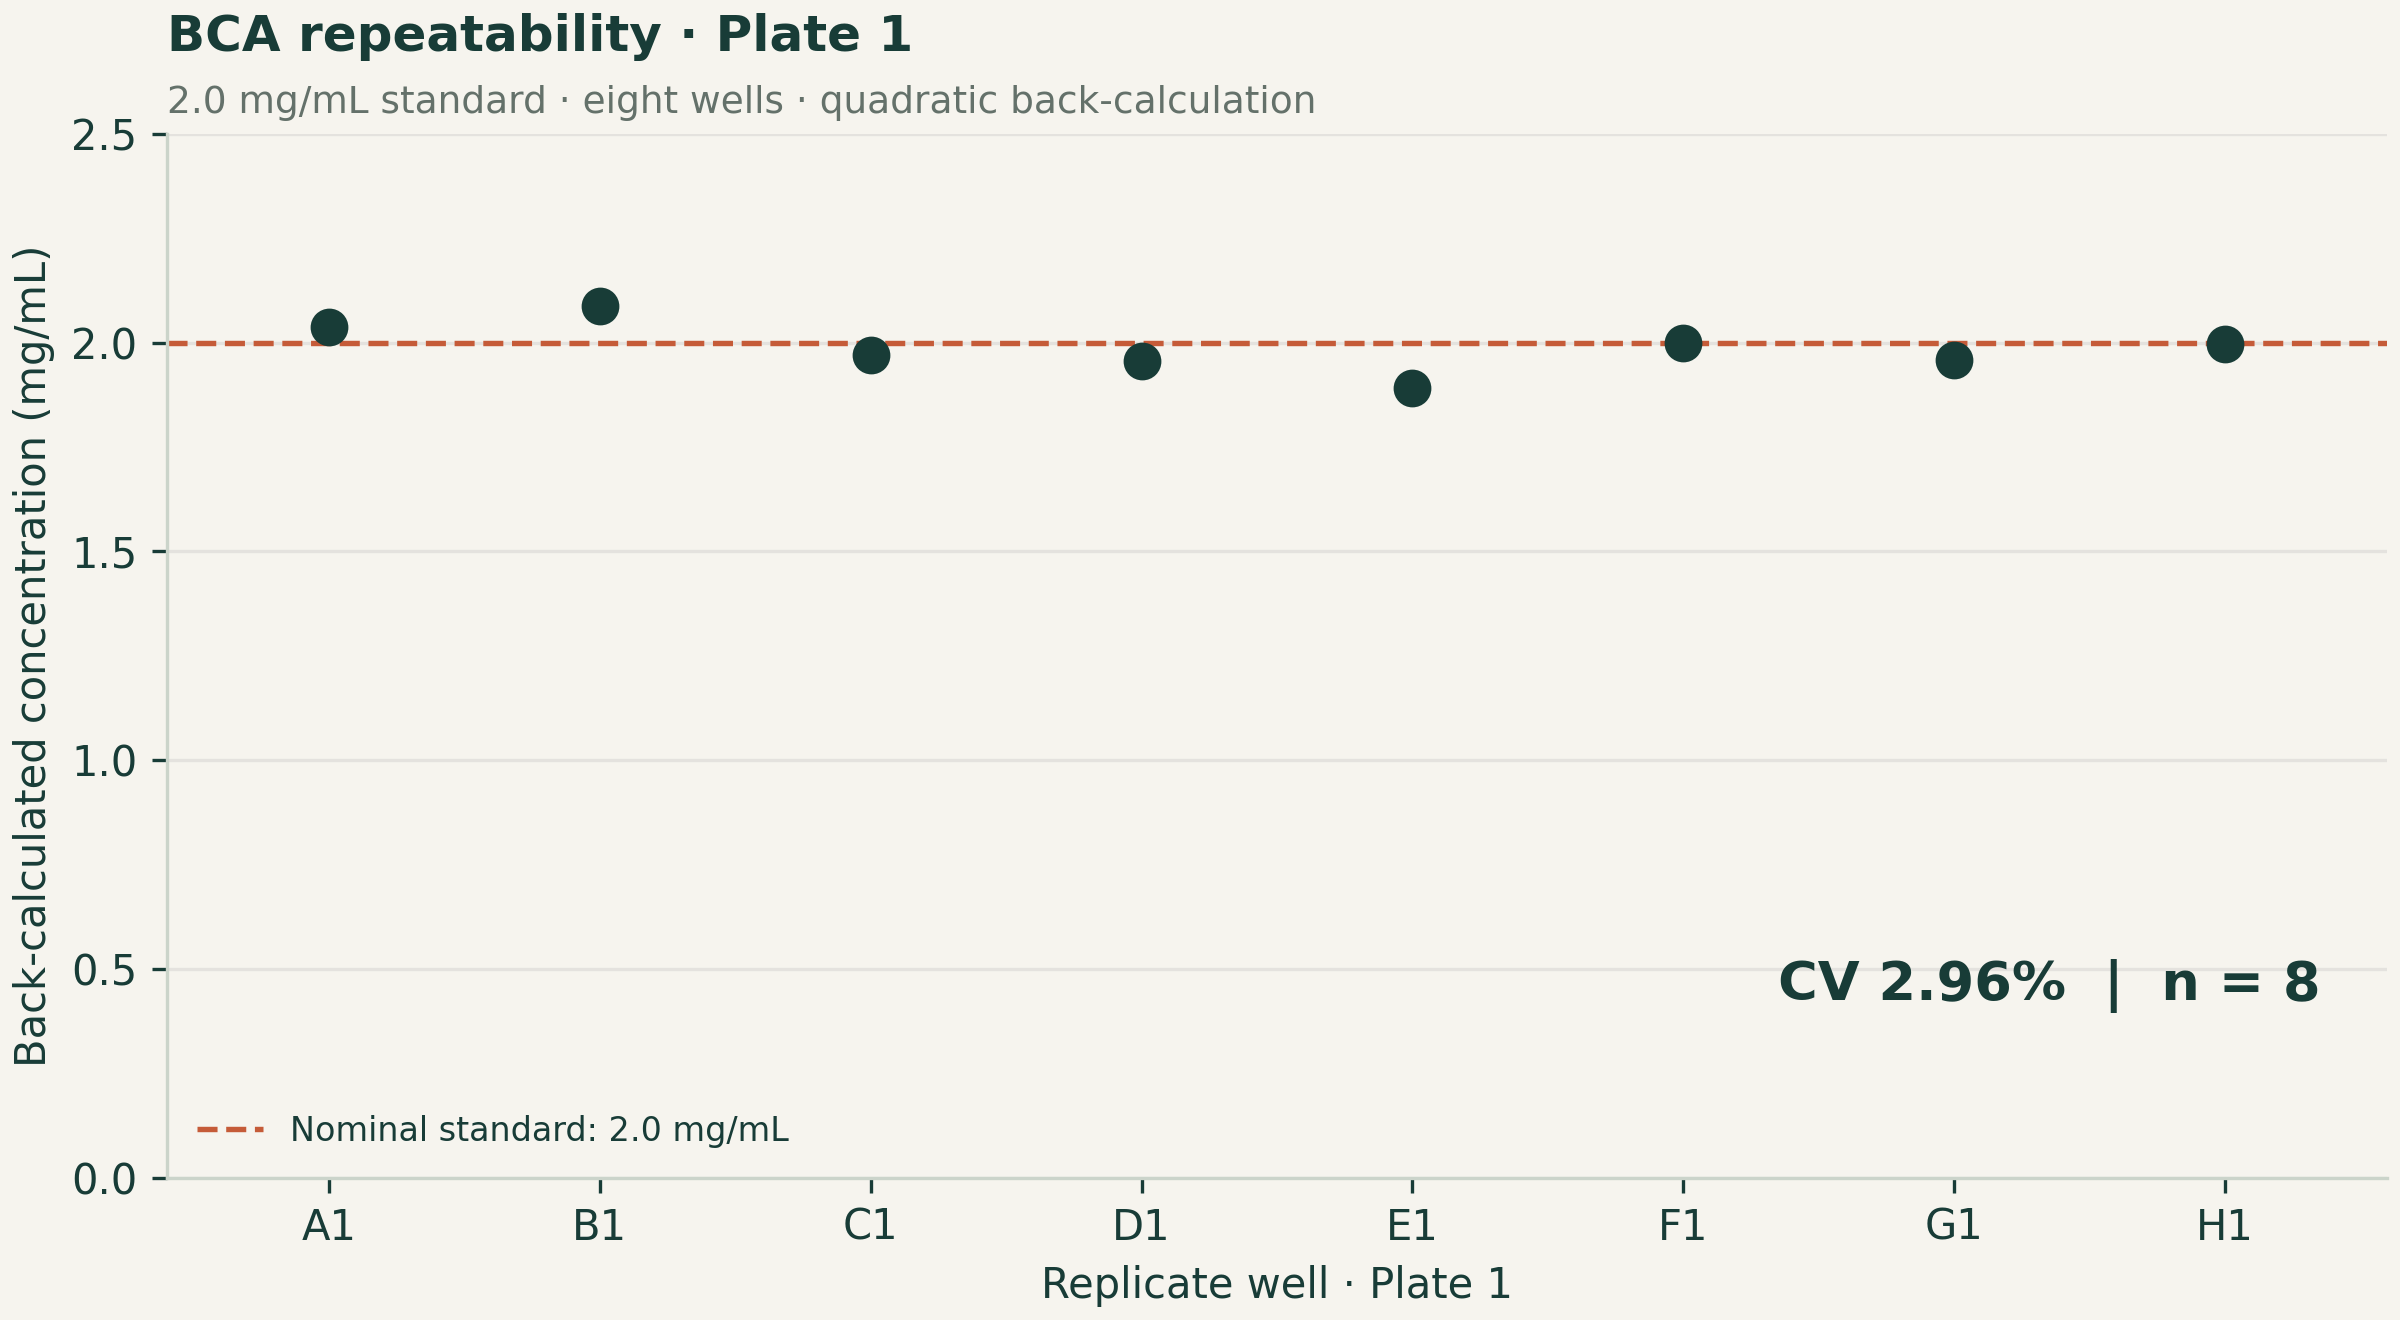 BCA repeatability · Plate 1
2.0 mg/mL standard · eight wells · quadratic back-calculation
Back-calculated concentration (mg/mL)
2.5
2.0
1.5
1.0
0.5
0.0
CV 2.96% | n = 8
Nominal standard: 2.0 mg/mL
A1 B1 C1 D1 E1 F1 G1 H1
Replicate well · Plate 1